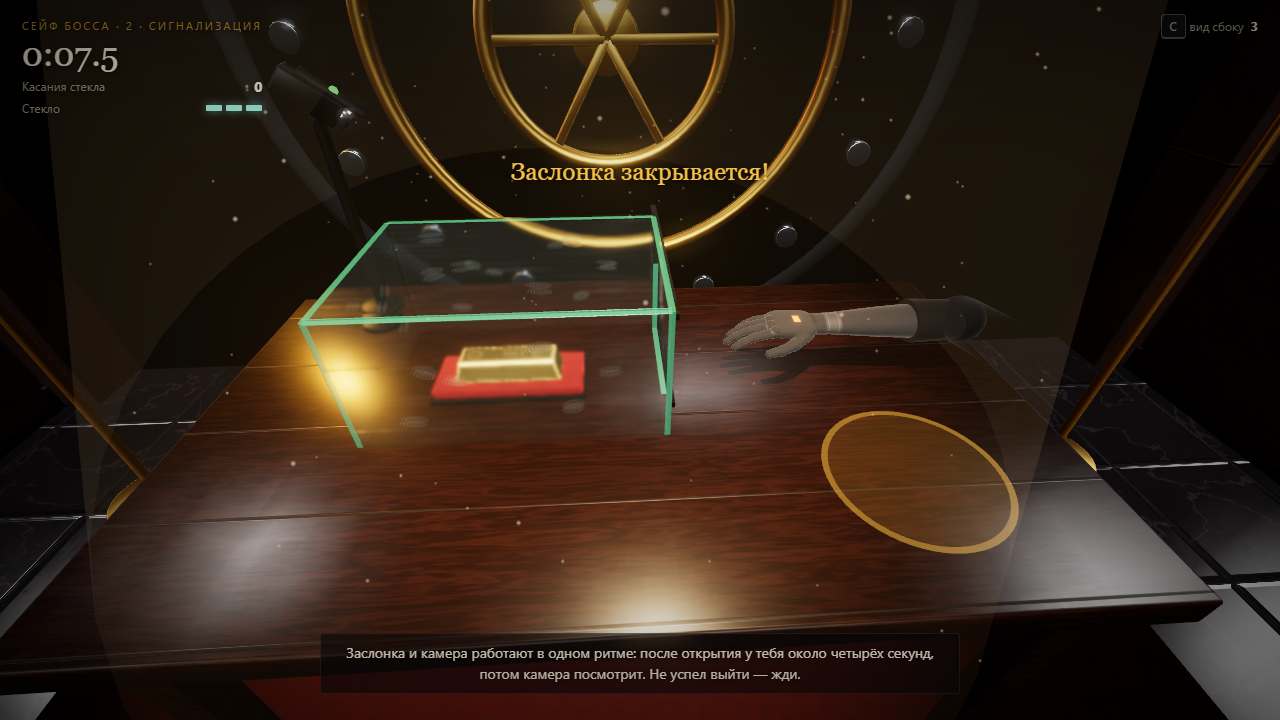 СЕЙФ БОССА · 2 · СИГНАЛИЗАЦИЯ
0:07.5
Касания стекла 0
Стекло
C вид сбоку 3
Заслонка закрывается!
Заслонка и камера работают в одном ритме: после открытия у тебя около четырёх секунд,
потом камера посмотрит. Не успел выйти — жди.